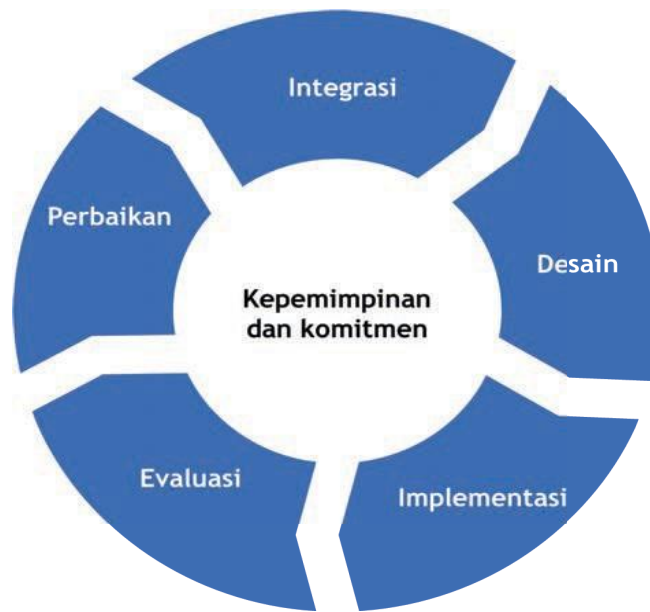 Integrasi
Perbaikan
Desain
Kepemimpinan
dan komitmen
Evaluasi
Implementasi